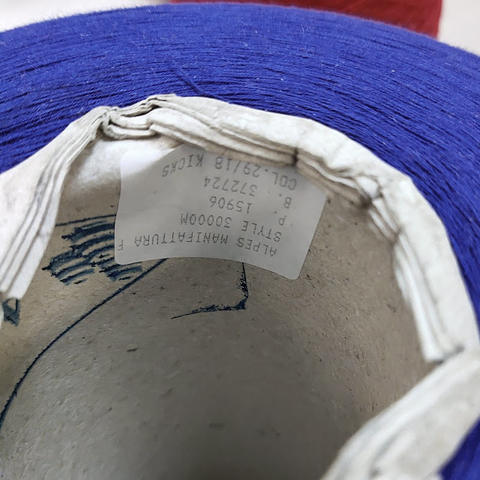 ALPES MANIFATTURA F
STYLE 30000M
P. 15906
B. 372724
COL.29/18 KICKS